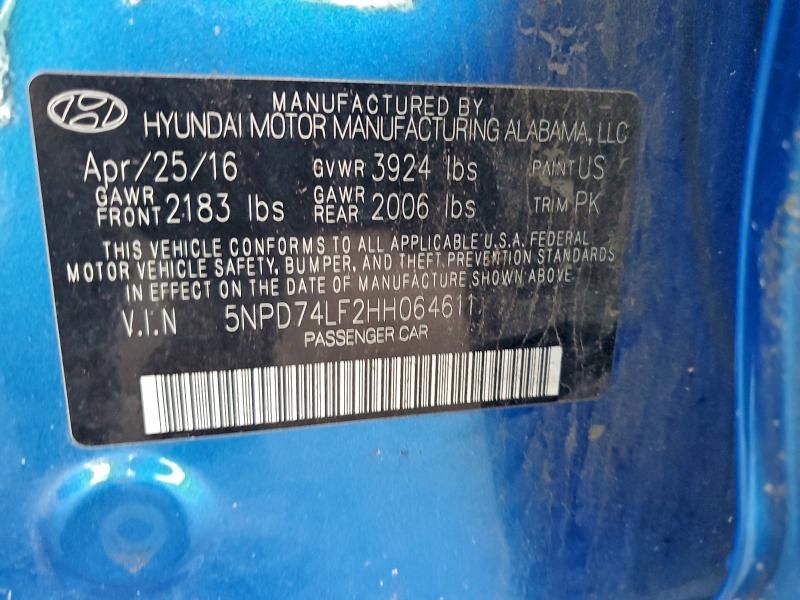 MANUFACTURED BY
HYUNDAI MOTOR MANUFACTURING ALABAMA, LLC
Apr/25/16 GVWR 3924 lbs PAINT US
GAWR FRONT 2183 lbs GAWR REAR 2006 lbs TRIM PK
THIS VEHICLE CONFORMS TO ALL APPLICABLE U.S.A. FEDERAL
MOTOR VEHICLE SAFETY, BUMPER, AND THEFT PREVENTION STANDARDS
IN EFFECT ON THE DATE OF MANUFACTURE SHOWN ABOVE.
V.I.N 5NPD74LF2HH064611
PASSENGER CAR